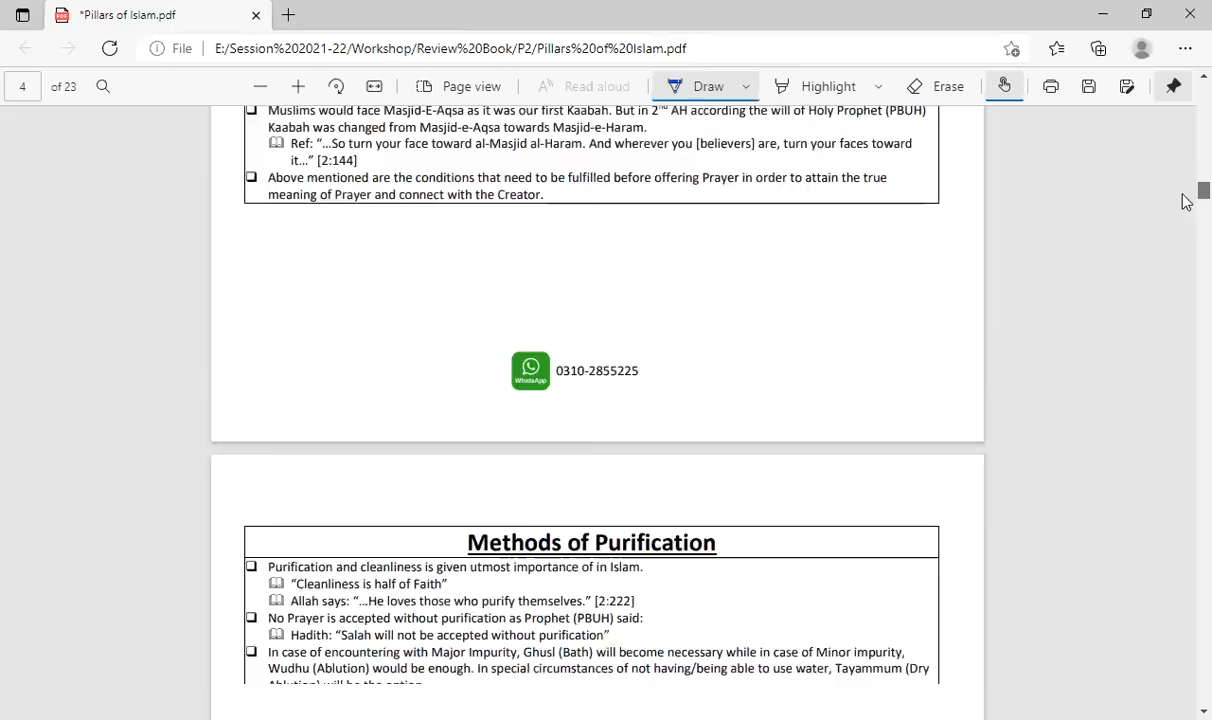 *Pillars of Islam.pdf
File
E:/Session%202021-22/Workshop/Review%20Book/P2/Pillars%20of%20Islam.pdf
4 of 23
Page view
Read aloud
Draw
Highlight
Erase
Muslims would face Masjid-E-Aqsa as it was our first Kaabah. But in 2nd AH according the will of Holy Prophet (PBUH)
Kaabah was changed from Masjid-e-Aqsa towards Masjid-e-Haram.
Ref: “…So turn your face toward al-Masjid al-Haram. And wherever you [believers] are, turn your faces toward
it…” [2:144]
Above mentioned are the conditions that need to be fulfilled before offering Prayer in order to attain the true
meaning of Prayer and connect with the Creator.
WhatsApp
0310-2855225
Methods of Purification
Purification and cleanliness is given utmost importance of in Islam.
“Cleanliness is half of Faith”
Allah says: “…He loves those who purify themselves.” [2:222]
No Prayer is accepted without purification as Prophet (PBUH) said:
Hadith: “Salah will not be accepted without purification”
In case of encountering with Major Impurity, Ghusl (Bath) will become necessary while in case of Minor impurity,
Wudhu (Ablution) would be enough. In special circumstances of not having/being able to use water, Tayammum (Dry
Ablution) will be the option